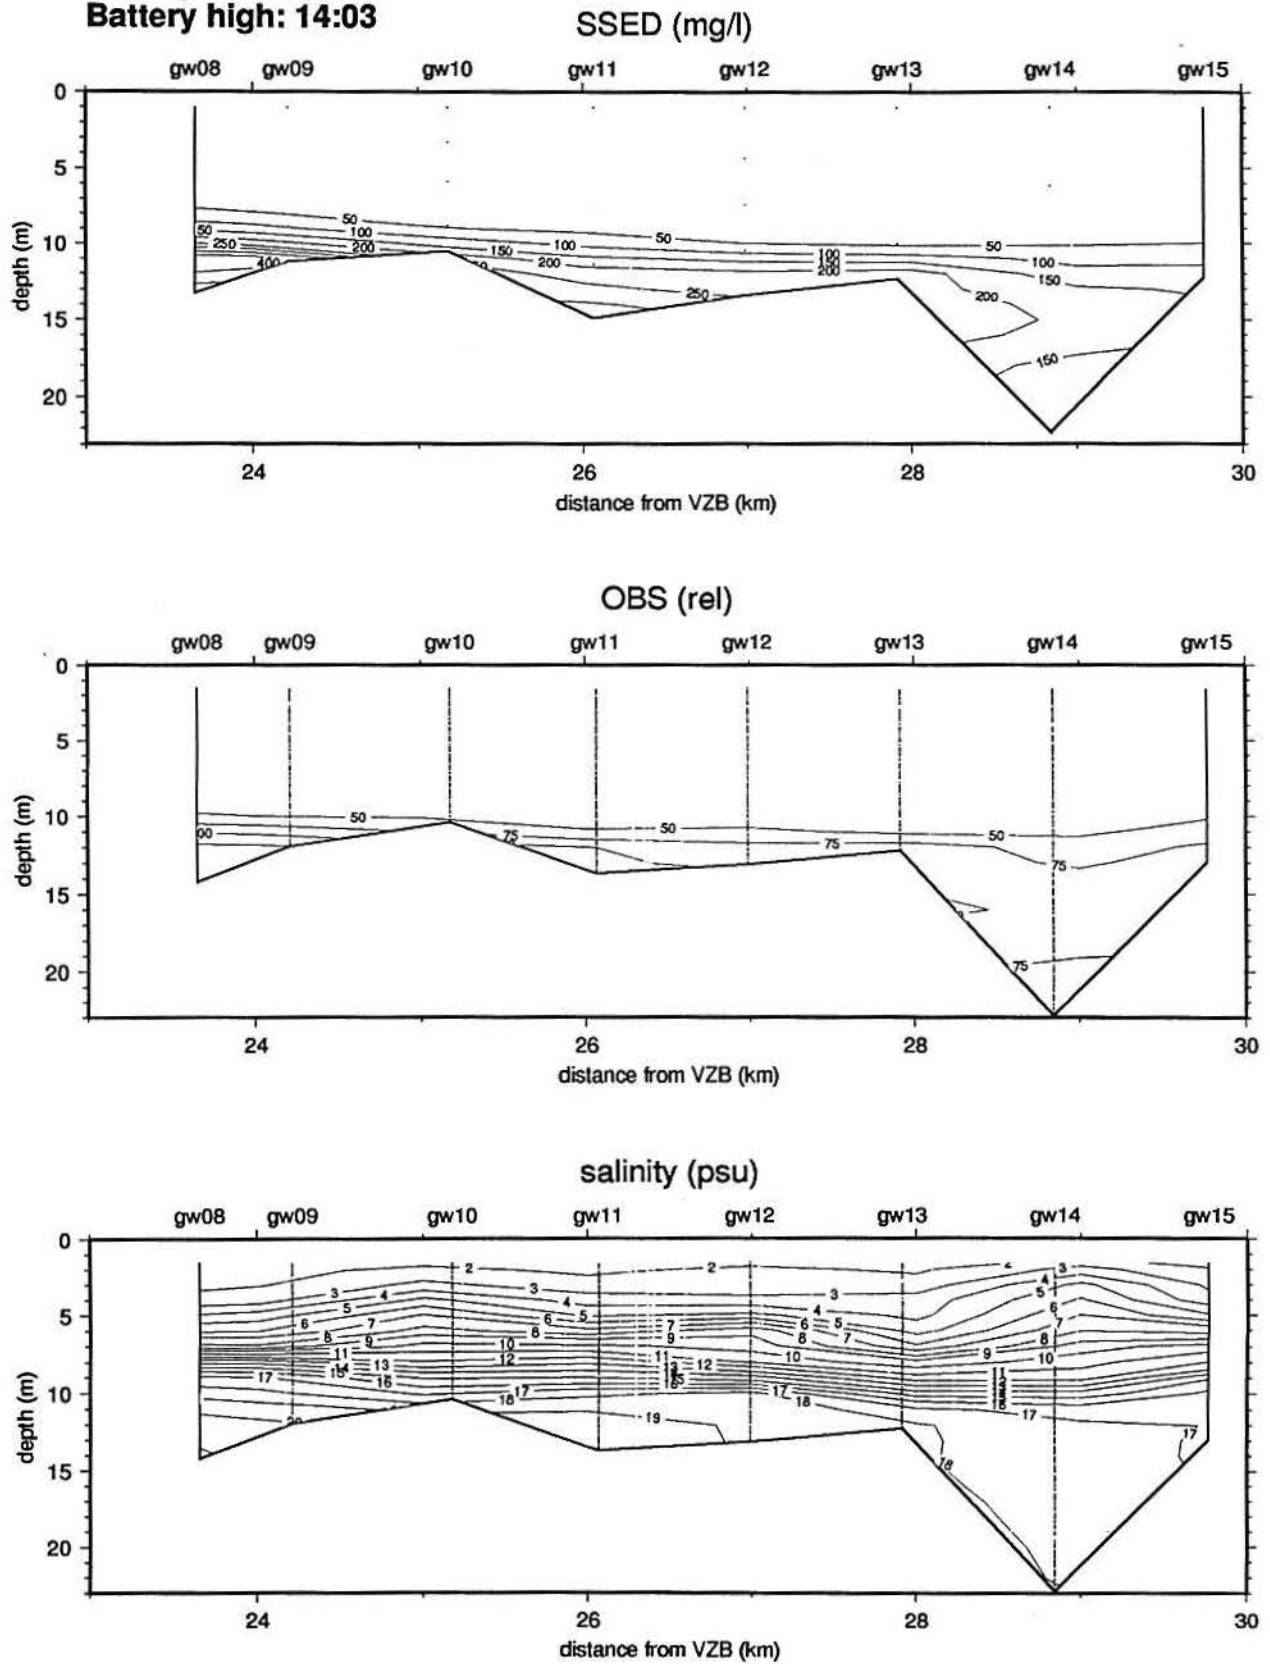 Battery high: 14:03
SSED (mg/l)
gw08 gw09 gw10 gw11 gw12 gw13 gw14 gw15
0
5
10
15
20
depth (m)
50 50 50
50 100 100 100 100
250 200 150 200 150 200 150
400 250 200
150
24 26 28 30
distance from VZB (km)
OBS (rel)
gw08 gw09 gw10 gw11 gw12 gw13 gw14 gw15
0
5
10
15
20
depth (m)
50 50 50
00 75 75 75
75
24 26 28 30
distance from VZB (km)
salinity (psu)
gw08 gw09 gw10 gw11 gw12 gw13 gw14 gw15
0
5
10
15
20
depth (m)
2 2 2 3
3 4 3 3 4
5 4 4 5
6 7 6 5 7 6 5 6
8 9 8 9 8 7 7
11 10 11 10 9 8
13 12 12 11 10
17 16 17 16 17 17
18 18 17
20 19 18
24 26 28 30
distance from VZB (km)